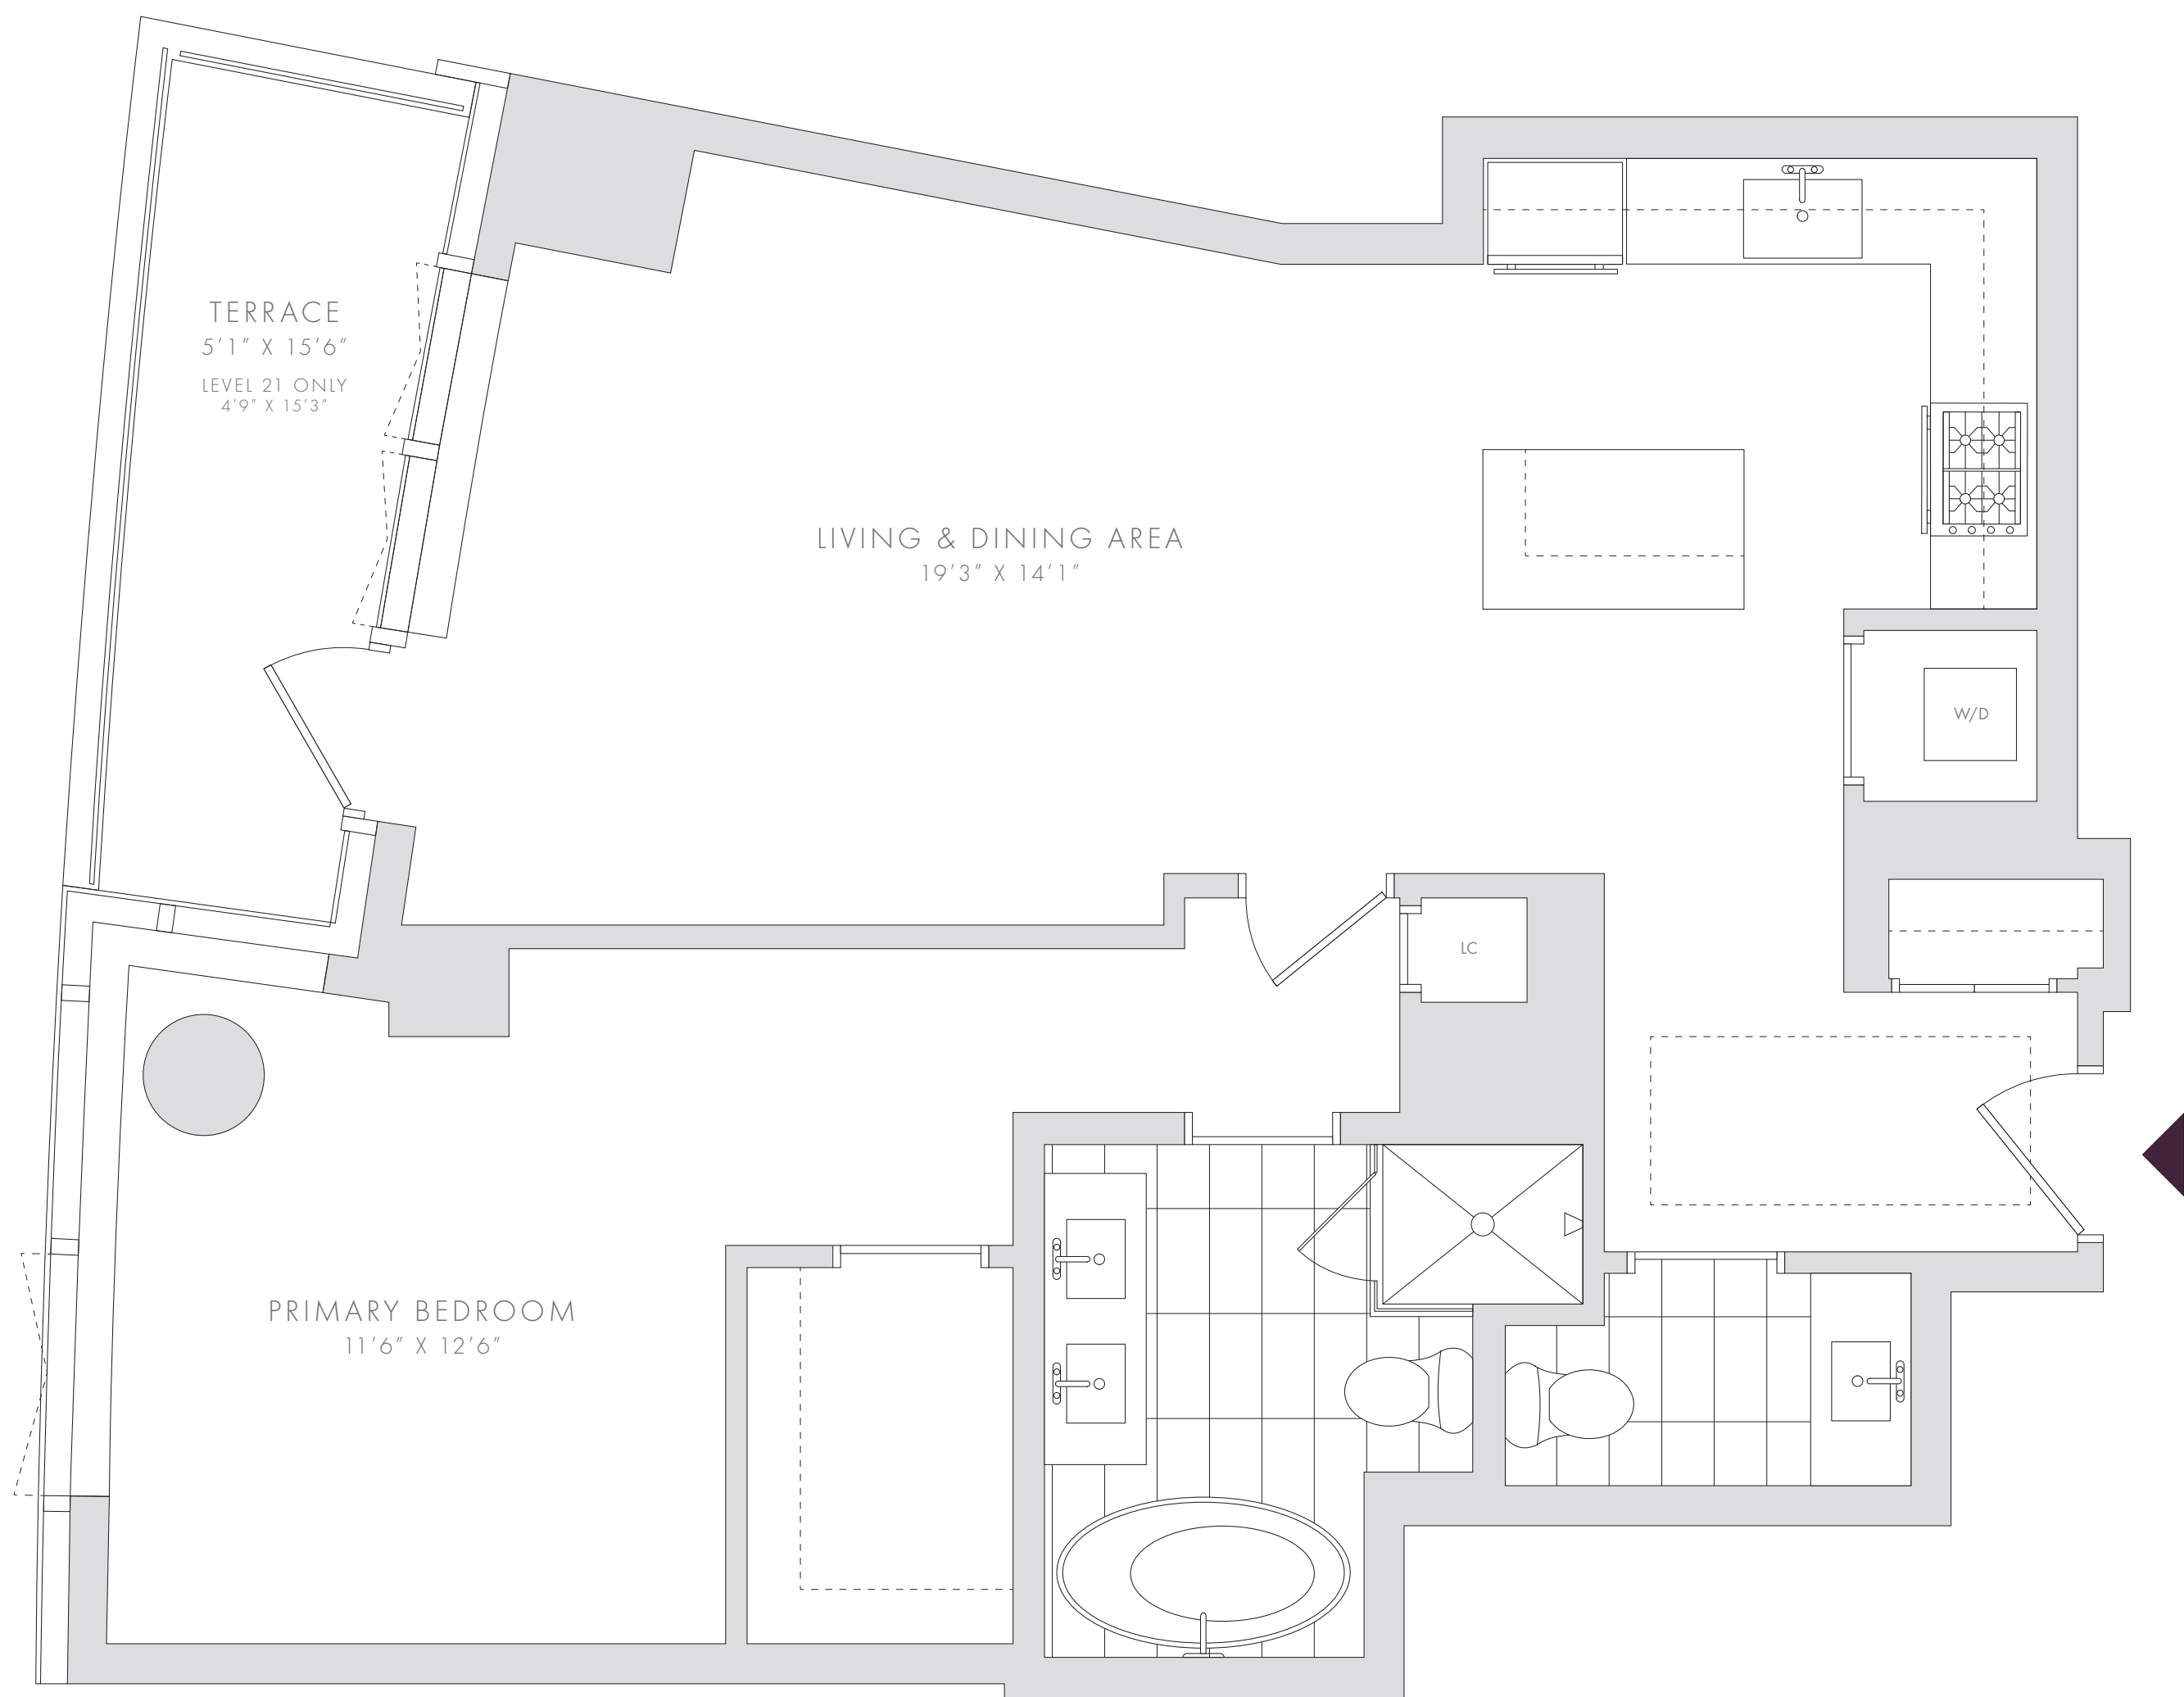 TERRACE
5’1” X 15’6”
LEVEL 21 ONLY
4’9” X 15’3”
LIVING & DINING AREA
19’3” X 14’1”
W/D
LC
PRIMARY BEDROOM
11’6” X 12’6”